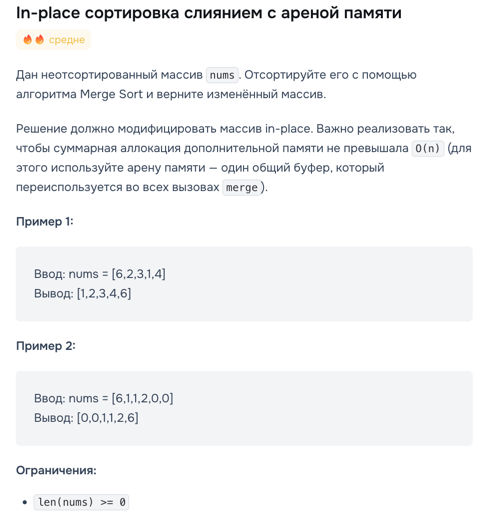 In-place сортировка слиянием с ареной памяти
🔥🔥 средне
Дан неотсортированный массив nums. Отсортируйте его с помощью
алгоритма Merge Sort и верните изменённый массив.
Решение должно модифицировать массив in-place. Важно реализовать так,
чтобы суммарная аллокация дополнительной памяти не превышала O(n) (для
этого используйте арену памяти — один общий буфер, который
переиспользуется во всех вызовах merge).
Пример 1:
Ввод: nums = [6,2,3,1,4]
Вывод: [1,2,3,4,6]
Пример 2:
Ввод: nums = [6,1,1,2,0,0]
Вывод: [0,0,1,1,2,6]
Ограничения:
• len(nums) >= 0